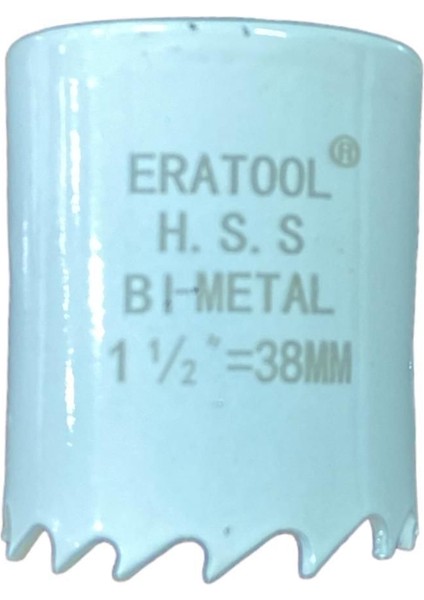 ERATOOL®
H.S.S
BI-METAL
1 1/2"=38MM